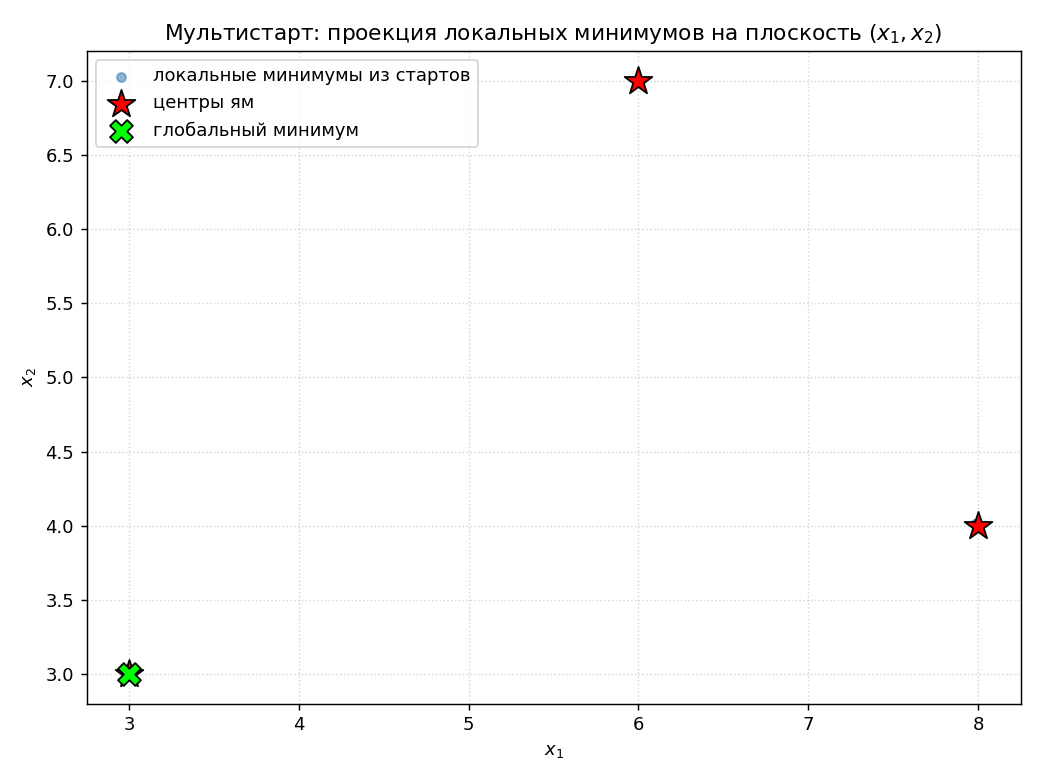 Мультистарт: проекция локальных минимумов на плоскость (x₁, x₂)
локальные минимумы из стартов
центры ям
глобальный минимум
7.0
6.5
6.0
5.5
5.0
4.5
4.0
3.5
3.0
x₂
3 4 5 6 7 8
x₁